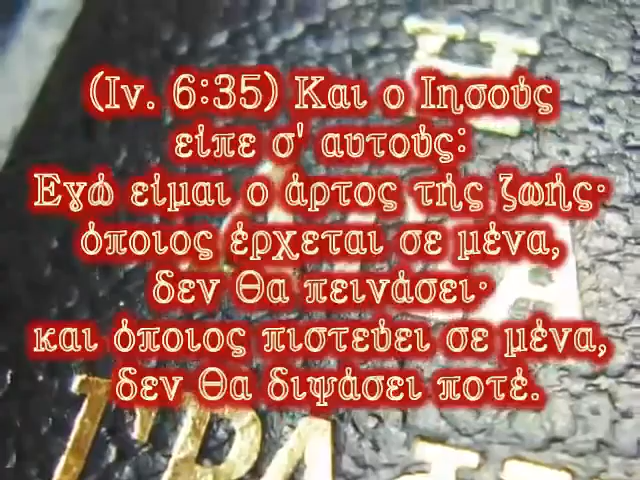 (Ιν. 6:35) Και ο Ιησούς
είπε σ' αυτούς:
Εγώ είμαι ο άρτος της ζωής·
όποιος έρχεται σε μένα,
δεν θα πεινάσει·
και όποιος πιστεύει σε μένα,
δεν θα διψάσει ποτέ.